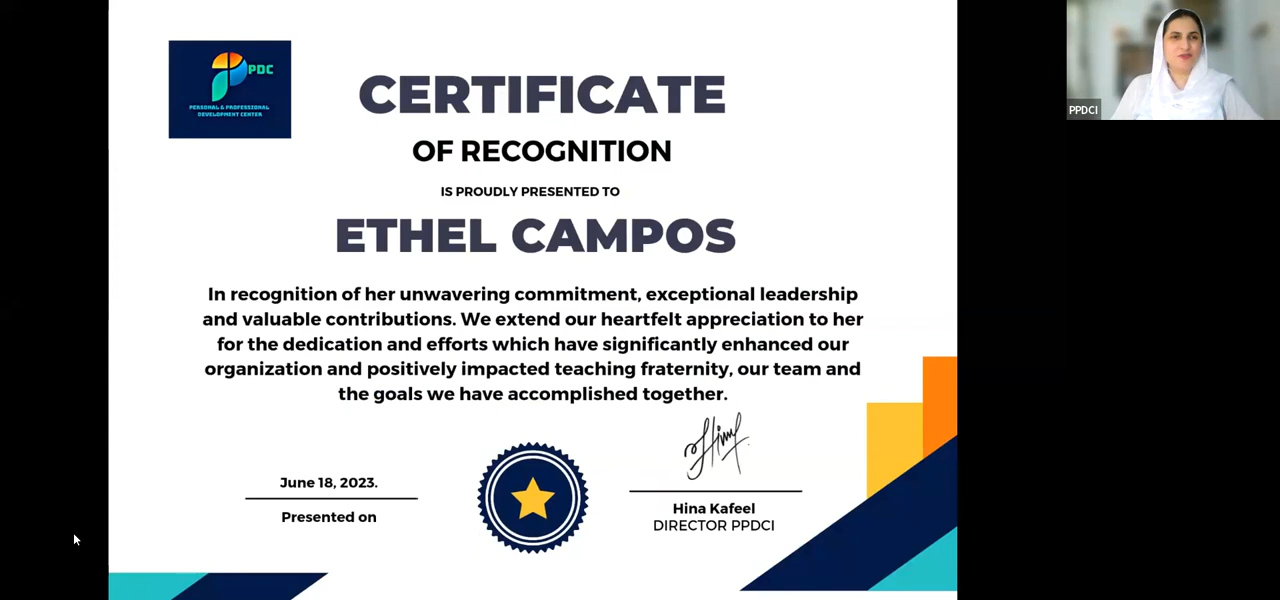 PPDC
PERSONAL & PROFESSIONAL
DEVELOPMENT CENTER
CERTIFICATE
OF RECOGNITION
IS PROUDLY PRESENTED TO
ETHEL CAMPOS
In recognition of her unwavering commitment, exceptional leadership
and valuable contributions. We extend our heartfelt appreciation to her
for the dedication and efforts which have significantly enhanced our
organization and positively impacted teaching fraternity, our team and
the goals we have accomplished together.
June 18, 2023.
Presented on
Hina Kafeel
DIRECTOR PPDCI
PPDCI